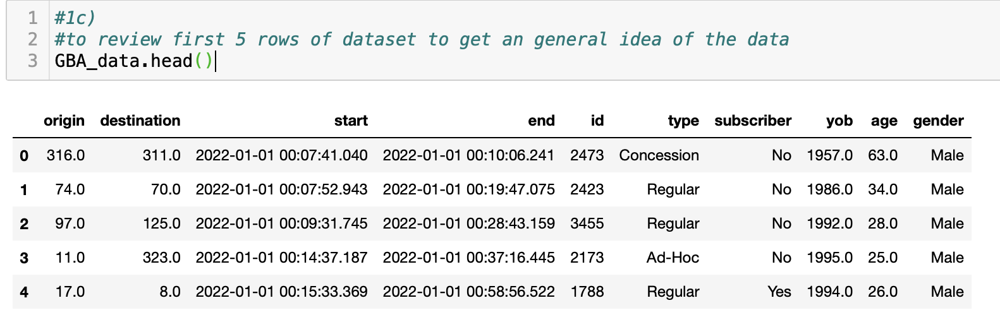 1 #1c)
2 #to review first 5 rows of dataset to get an general idea of the data
3 GBA_data.head()
origin destination start end id type subscriber yob age gender
0 316.0 311.0 2022-01-01 00:07:41.040 2022-01-01 00:10:06.241 2473 Concession No 1957.0 63.0 Male
1 74.0 70.0 2022-01-01 00:07:52.943 2022-01-01 00:19:47.075 2423 Regular No 1986.0 34.0 Male
2 97.0 125.0 2022-01-01 00:09:31.745 2022-01-01 00:28:43.159 3455 Regular No 1992.0 28.0 Male
3 11.0 323.0 2022-01-01 00:14:37.187 2022-01-01 00:37:16.445 2173 Ad-Hoc No 1995.0 25.0 Male
4 17.0 8.0 2022-01-01 00:15:33.369 2022-01-01 00:58:56.522 1788 Regular Yes 1994.0 26.0 Male